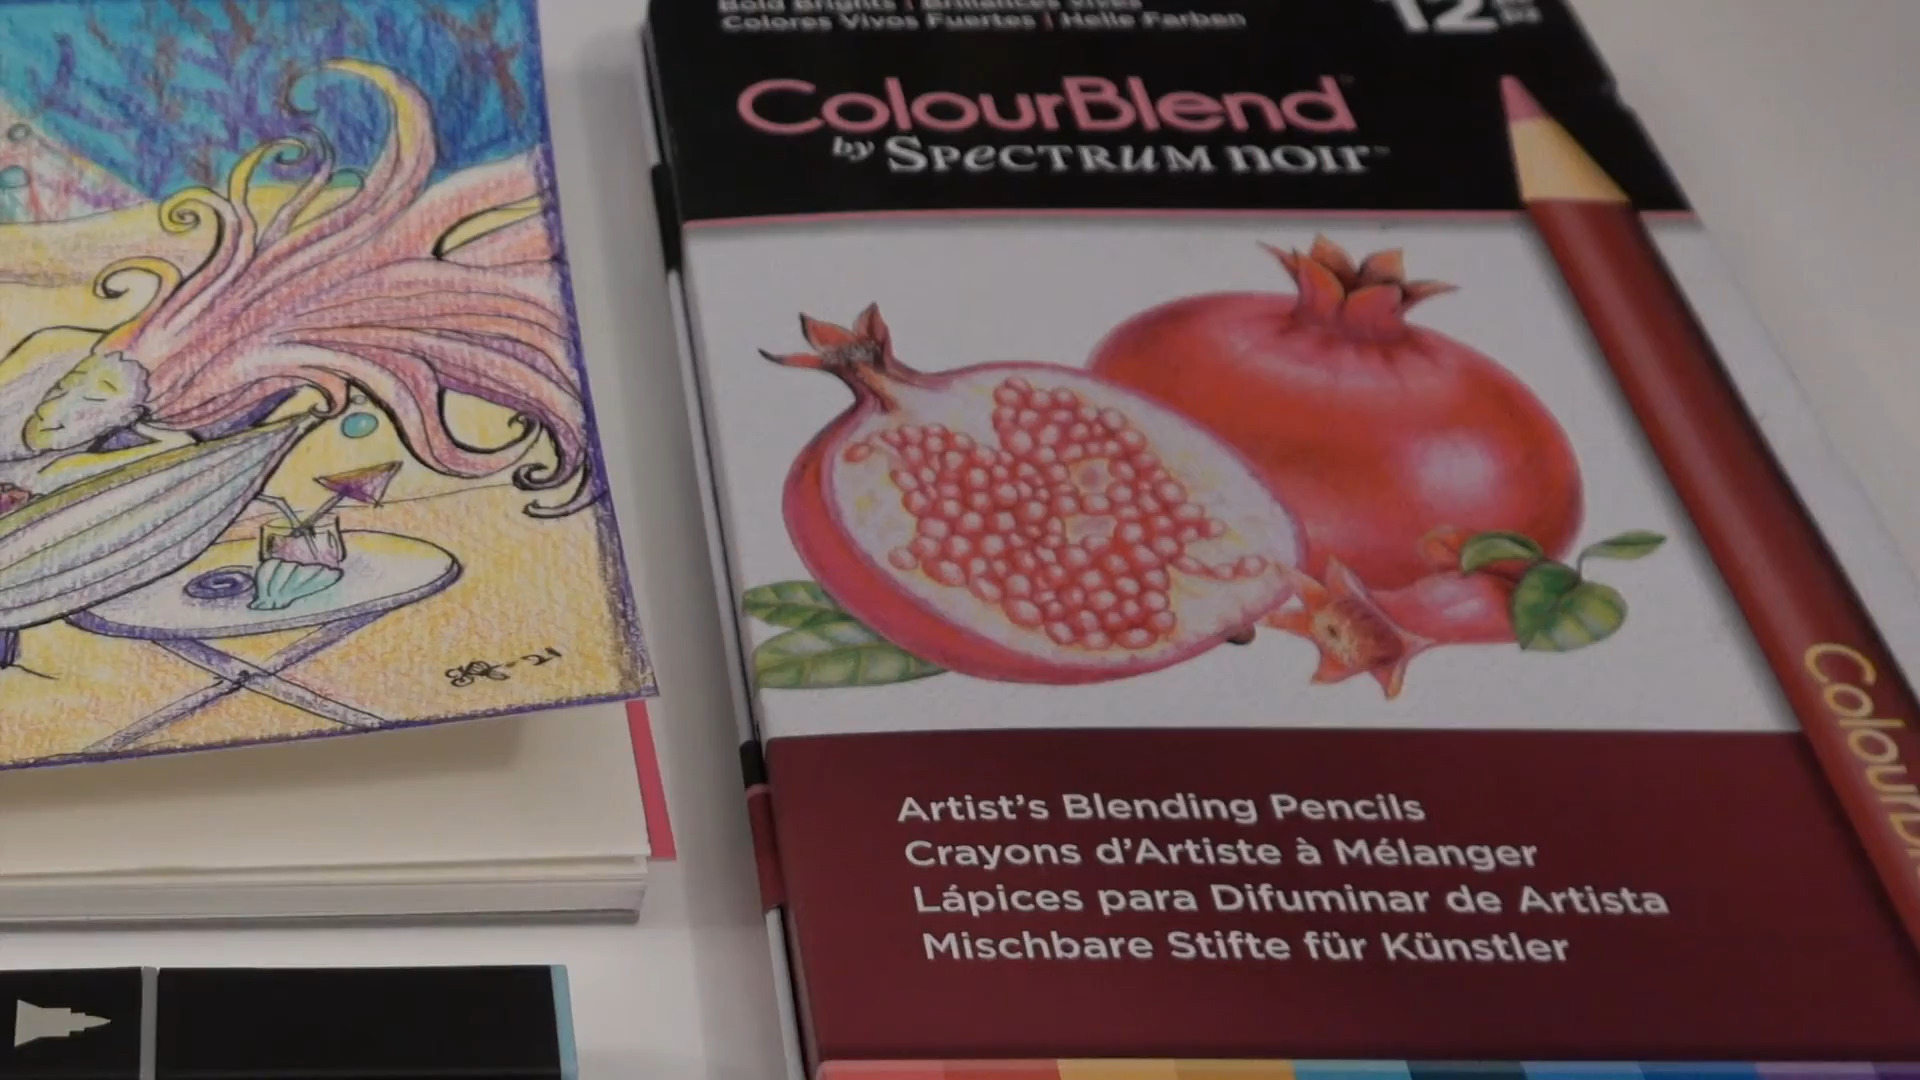 Bold Brights | Brillances Vives
Colores Vivos Fuertes | Helle Farben
12
ColourBlend
by Spectrum noir
Artist's Blending Pencils
Crayons d'Artiste à Mélanger
Lápices para Difuminar de Artista
Mischbare Stifte für Künstler